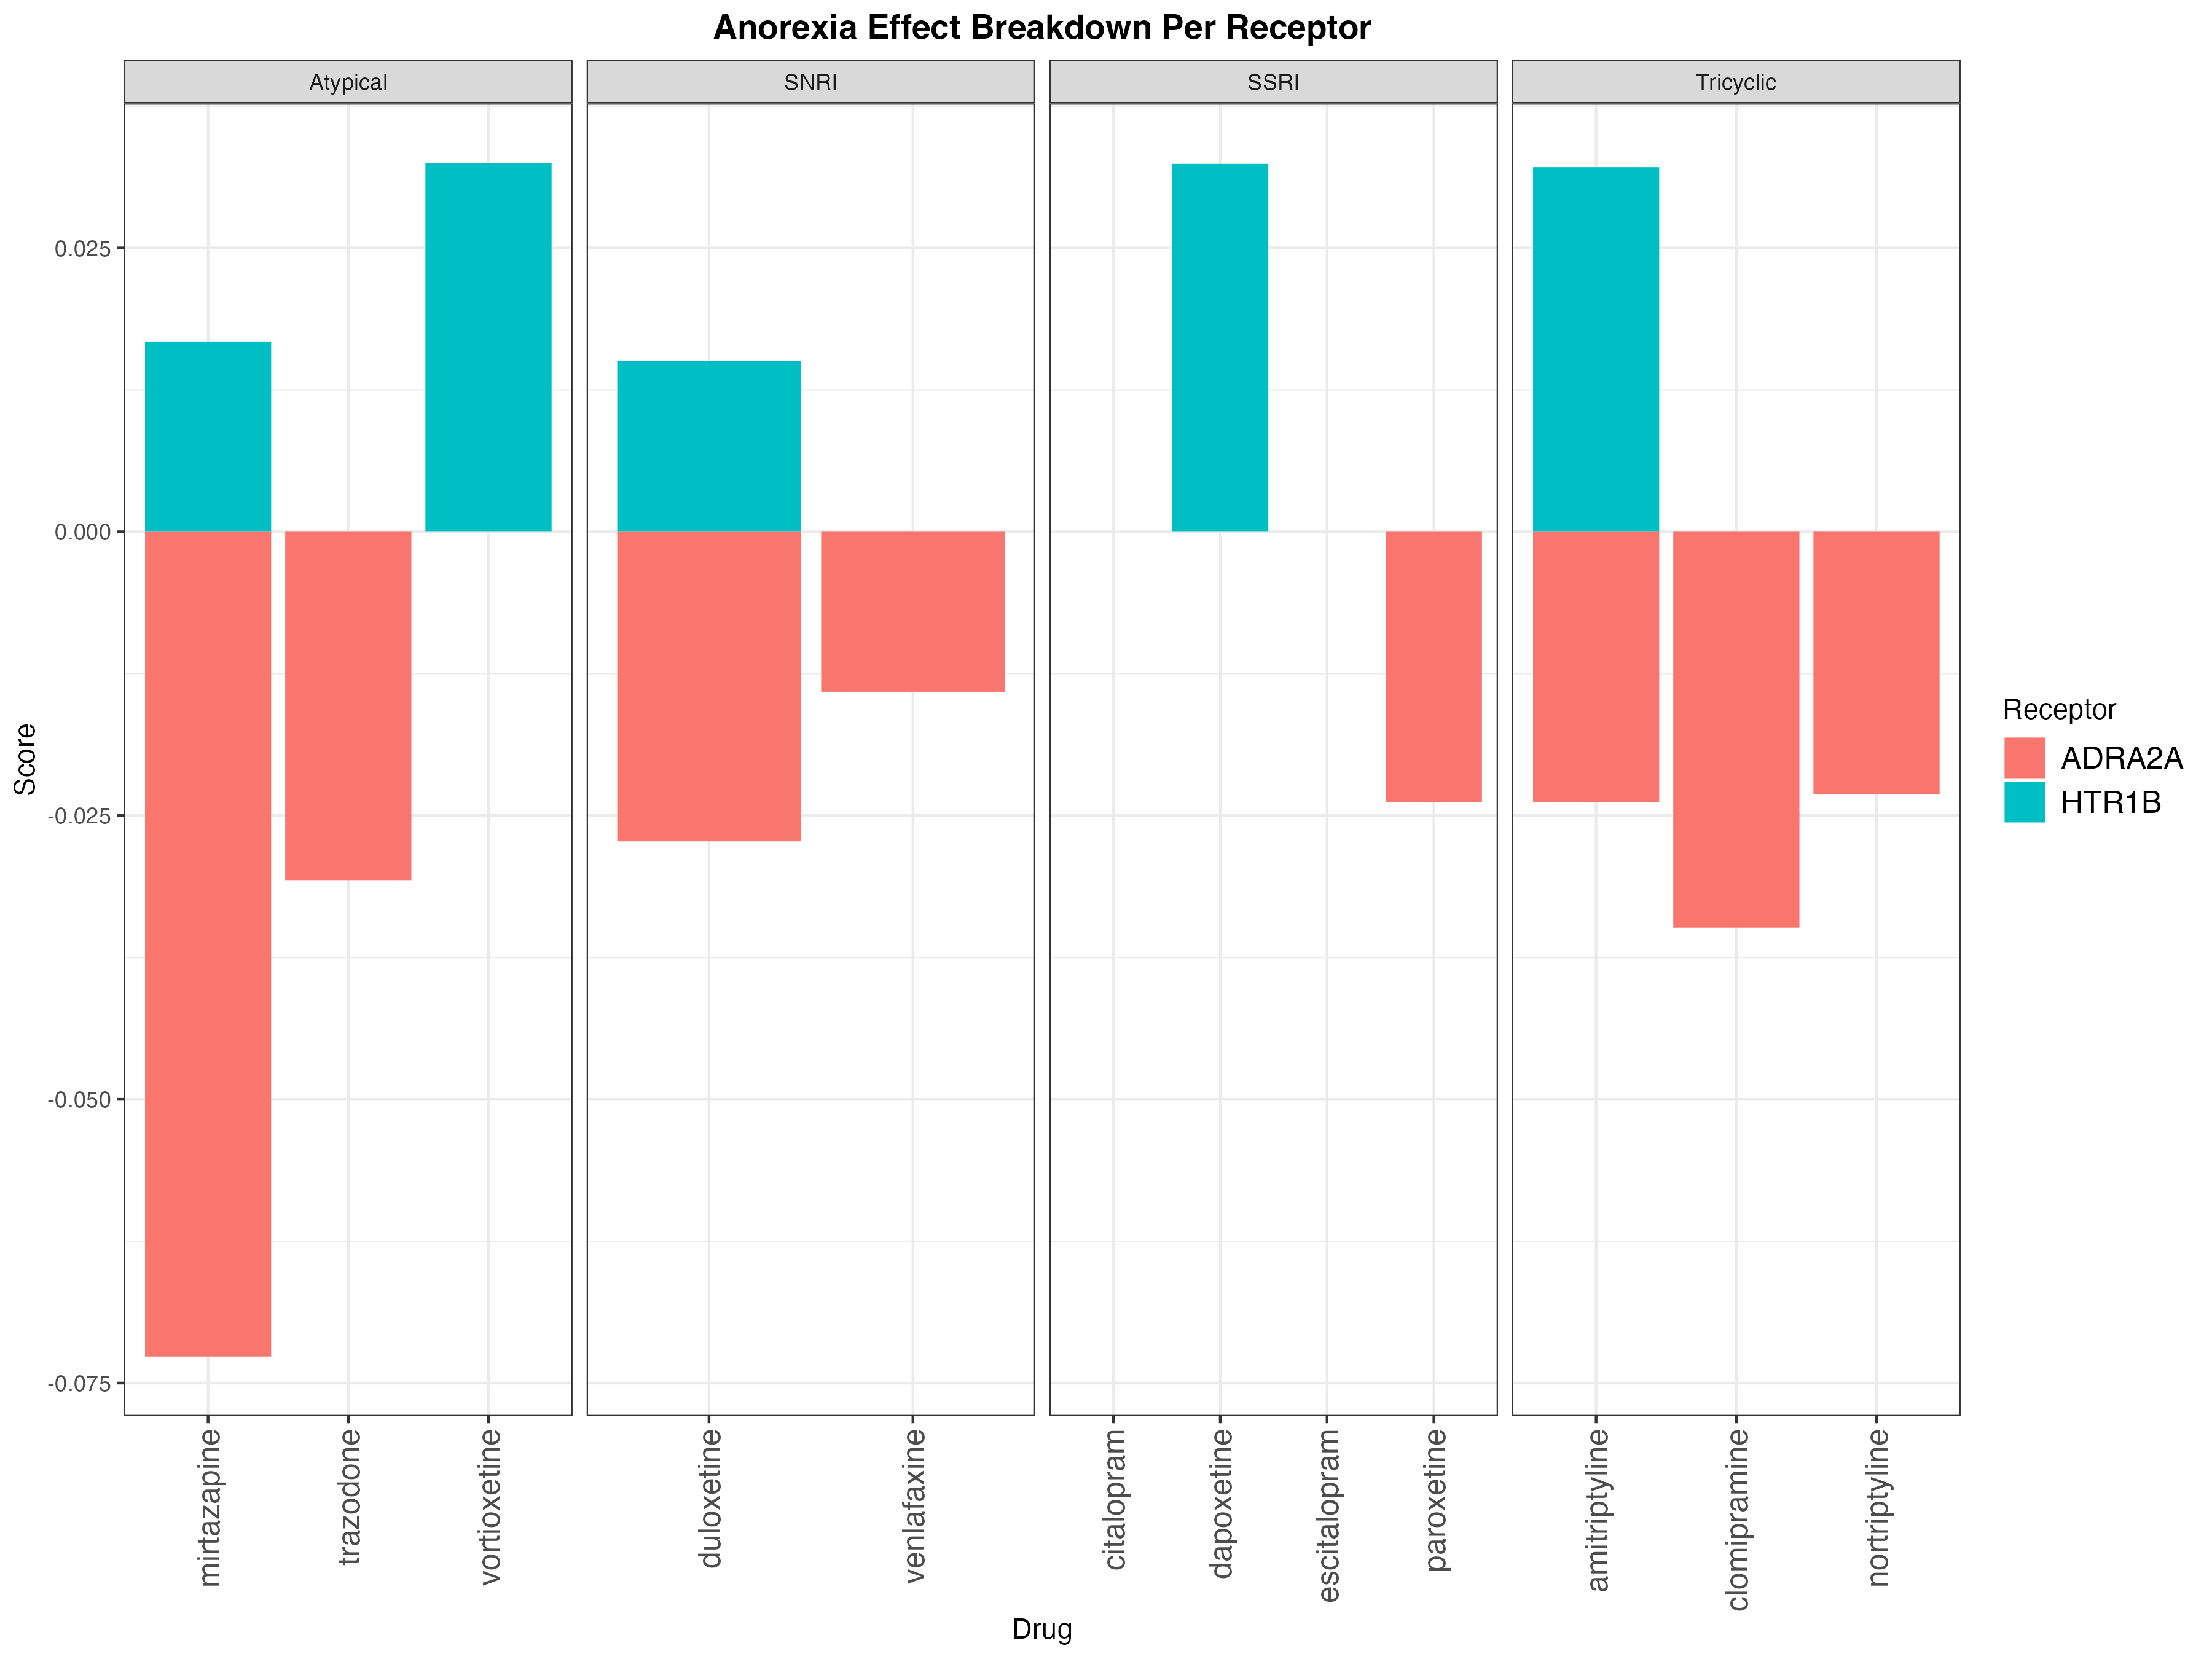 Anorexia Effect Breakdown Per Receptor
Atypical
SNRI
SSRI
Tricyclic
0.025
0.000
-0.025
-0.050
-0.075
Score
mirtazapine
trazodone
vortioxetine
duloxetine
venlafaxine
citalopram
dapoxetine
escitalopram
paroxetine
amitriptyline
clomipramine
nortriptyline
Drug
Receptor
ADRA2A
HTR1B